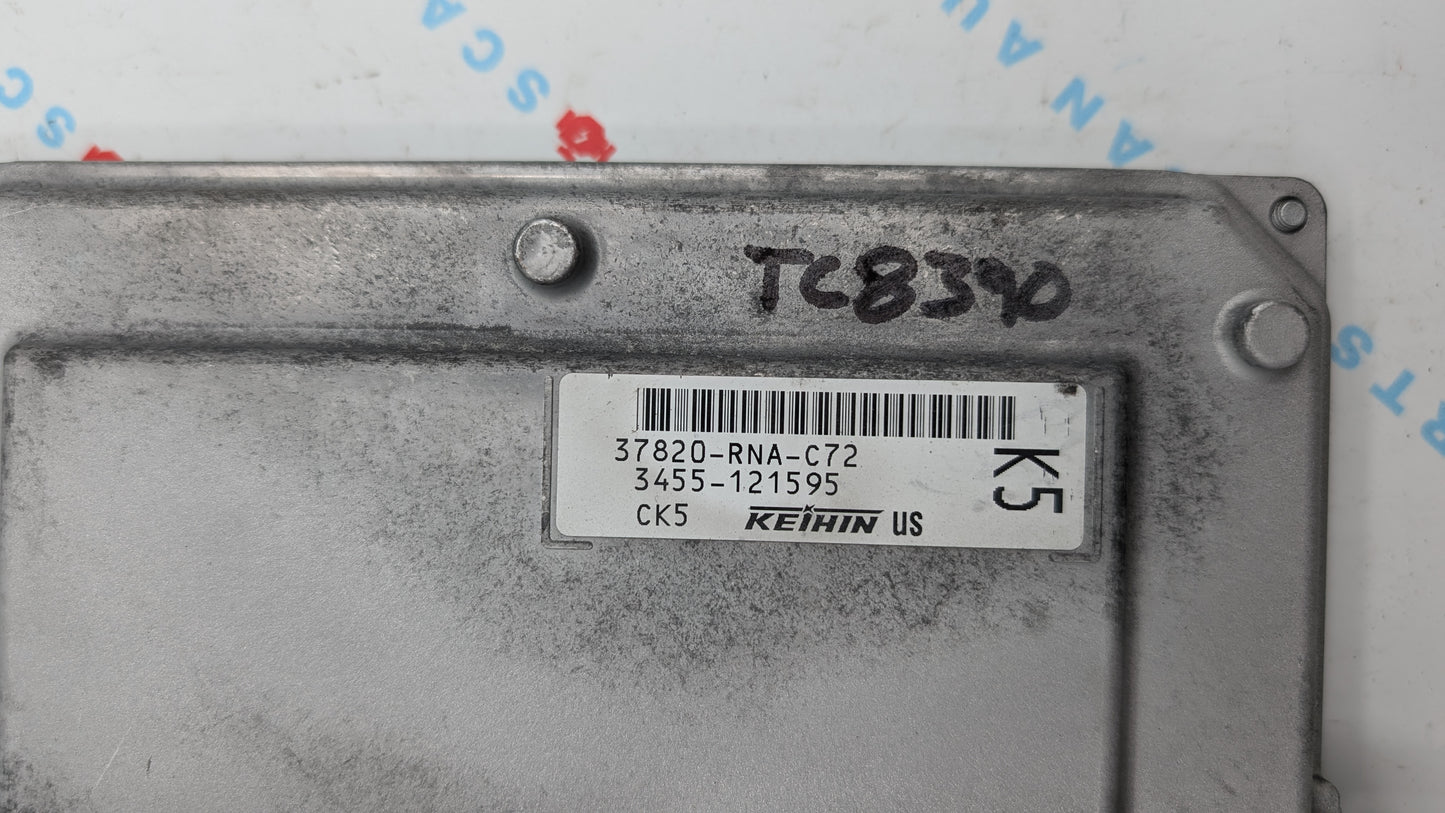 TC8390
37820-RNA-C72
3455-121595
CK5 KEIHIN US
K5